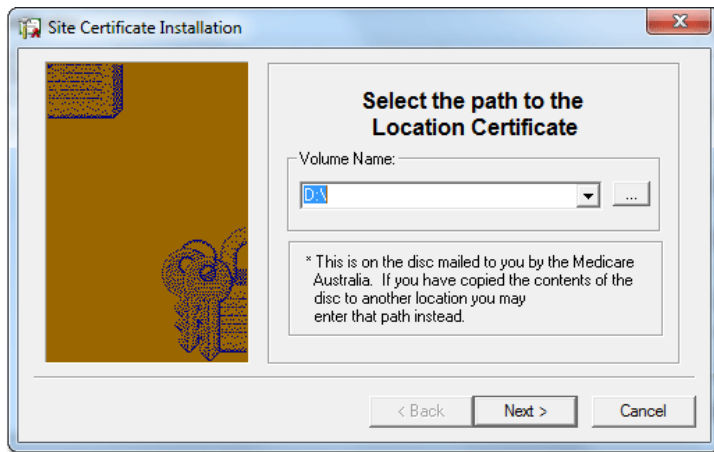 Site Certificate Installation
Select the path to the
Location Certificate
Volume Name:
D:\
...
* This is on the disc mailed to you by the Medicare
Australia. If you have copied the contents of the
disc to another location you may
enter that path instead.
< Back
Next >
Cancel